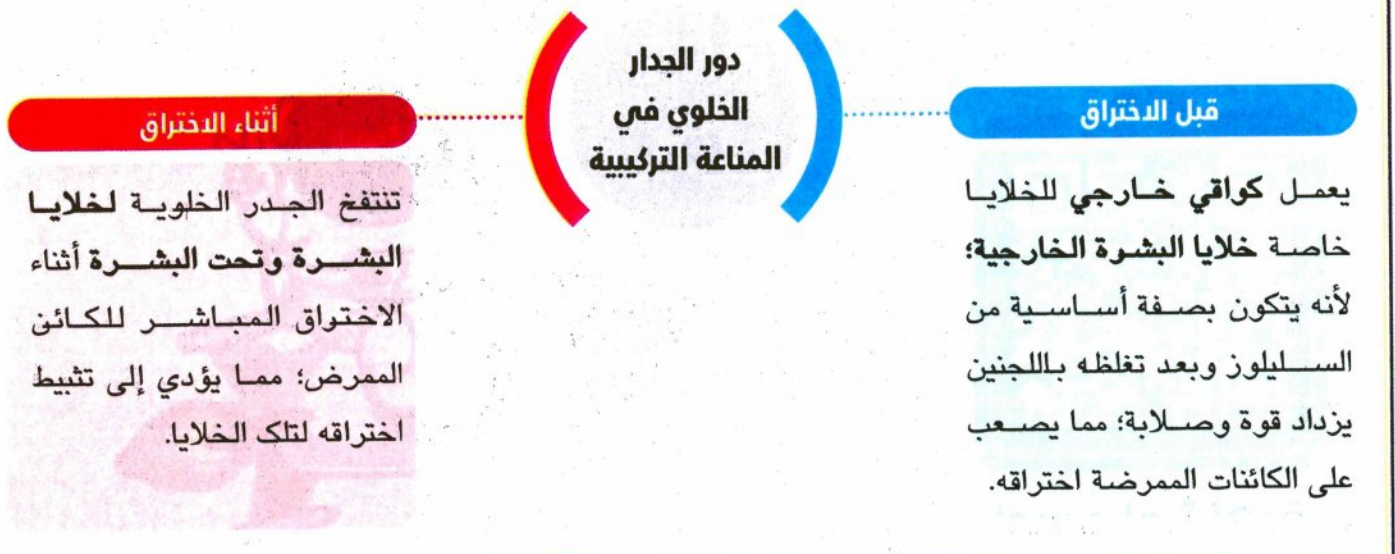 دور الجدار
الخلوي في
المناعة التركيبية
قبل الاختراق
يعمل كواقي خارجي للخلايا
خاصة خلايا البشرة الخارجية؛
لأنه يتكون بصفة أساسية من
السليلوز وبعد تغلظه باللجنين
يزداد قوة وصلابة؛ مما يصعب
على الكائنات الممرضة اختراقه.
أثناء الاختراق
تنتفخ الجدر الخلوية لخلايا
البشرة وتحت البشرة أثناء
الاختراق المباشر للكائن
الممرض؛ مما يؤدي إلى تثبيط
اختراقه لتلك الخلايا.